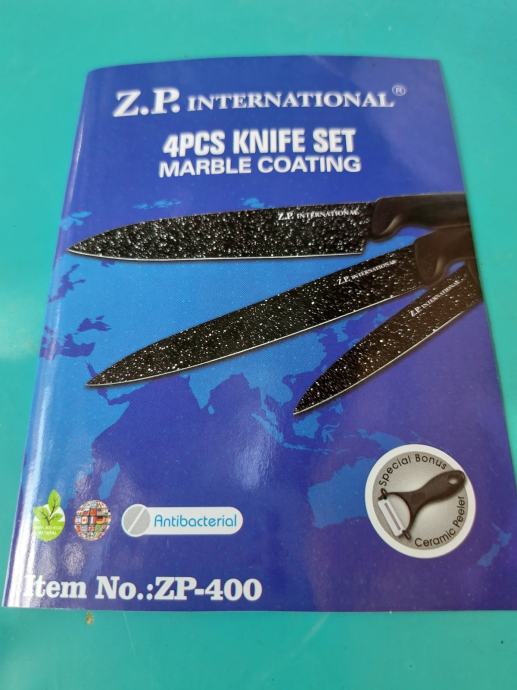 Z.P. INTERNATIONAL®
4PCS KNIFE SET
MARBLE COATING
Z.P. INTERNATIONAL
Z.P. INTERNATIONAL
Z.P. INTERNATIONAL
Special Bonus
Ceramic Peeler
Antibacterial
Item No.:ZP-400